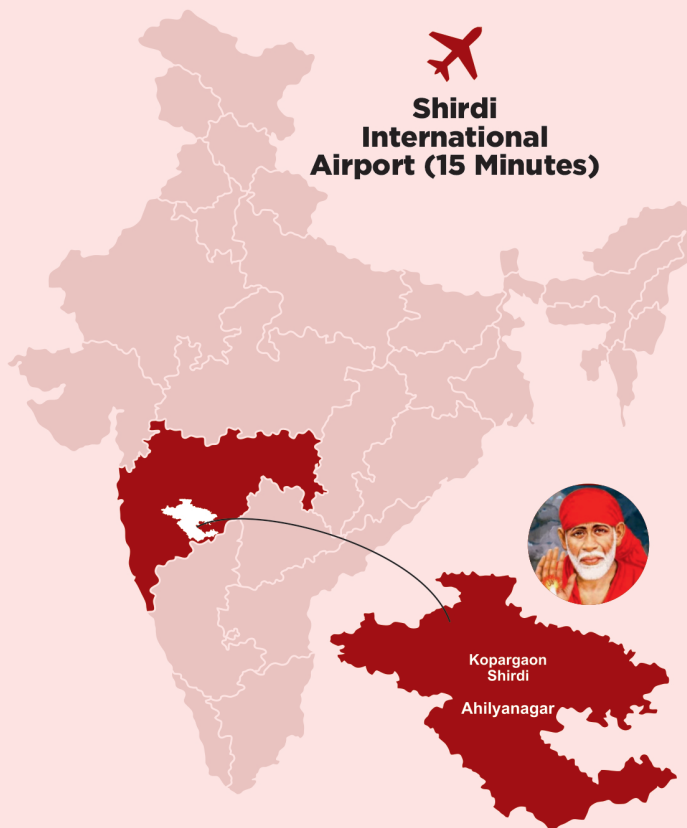 Shirdi
International
Airport (15 Minutes)
Kopargaon
Shirdi
Ahilyanagar